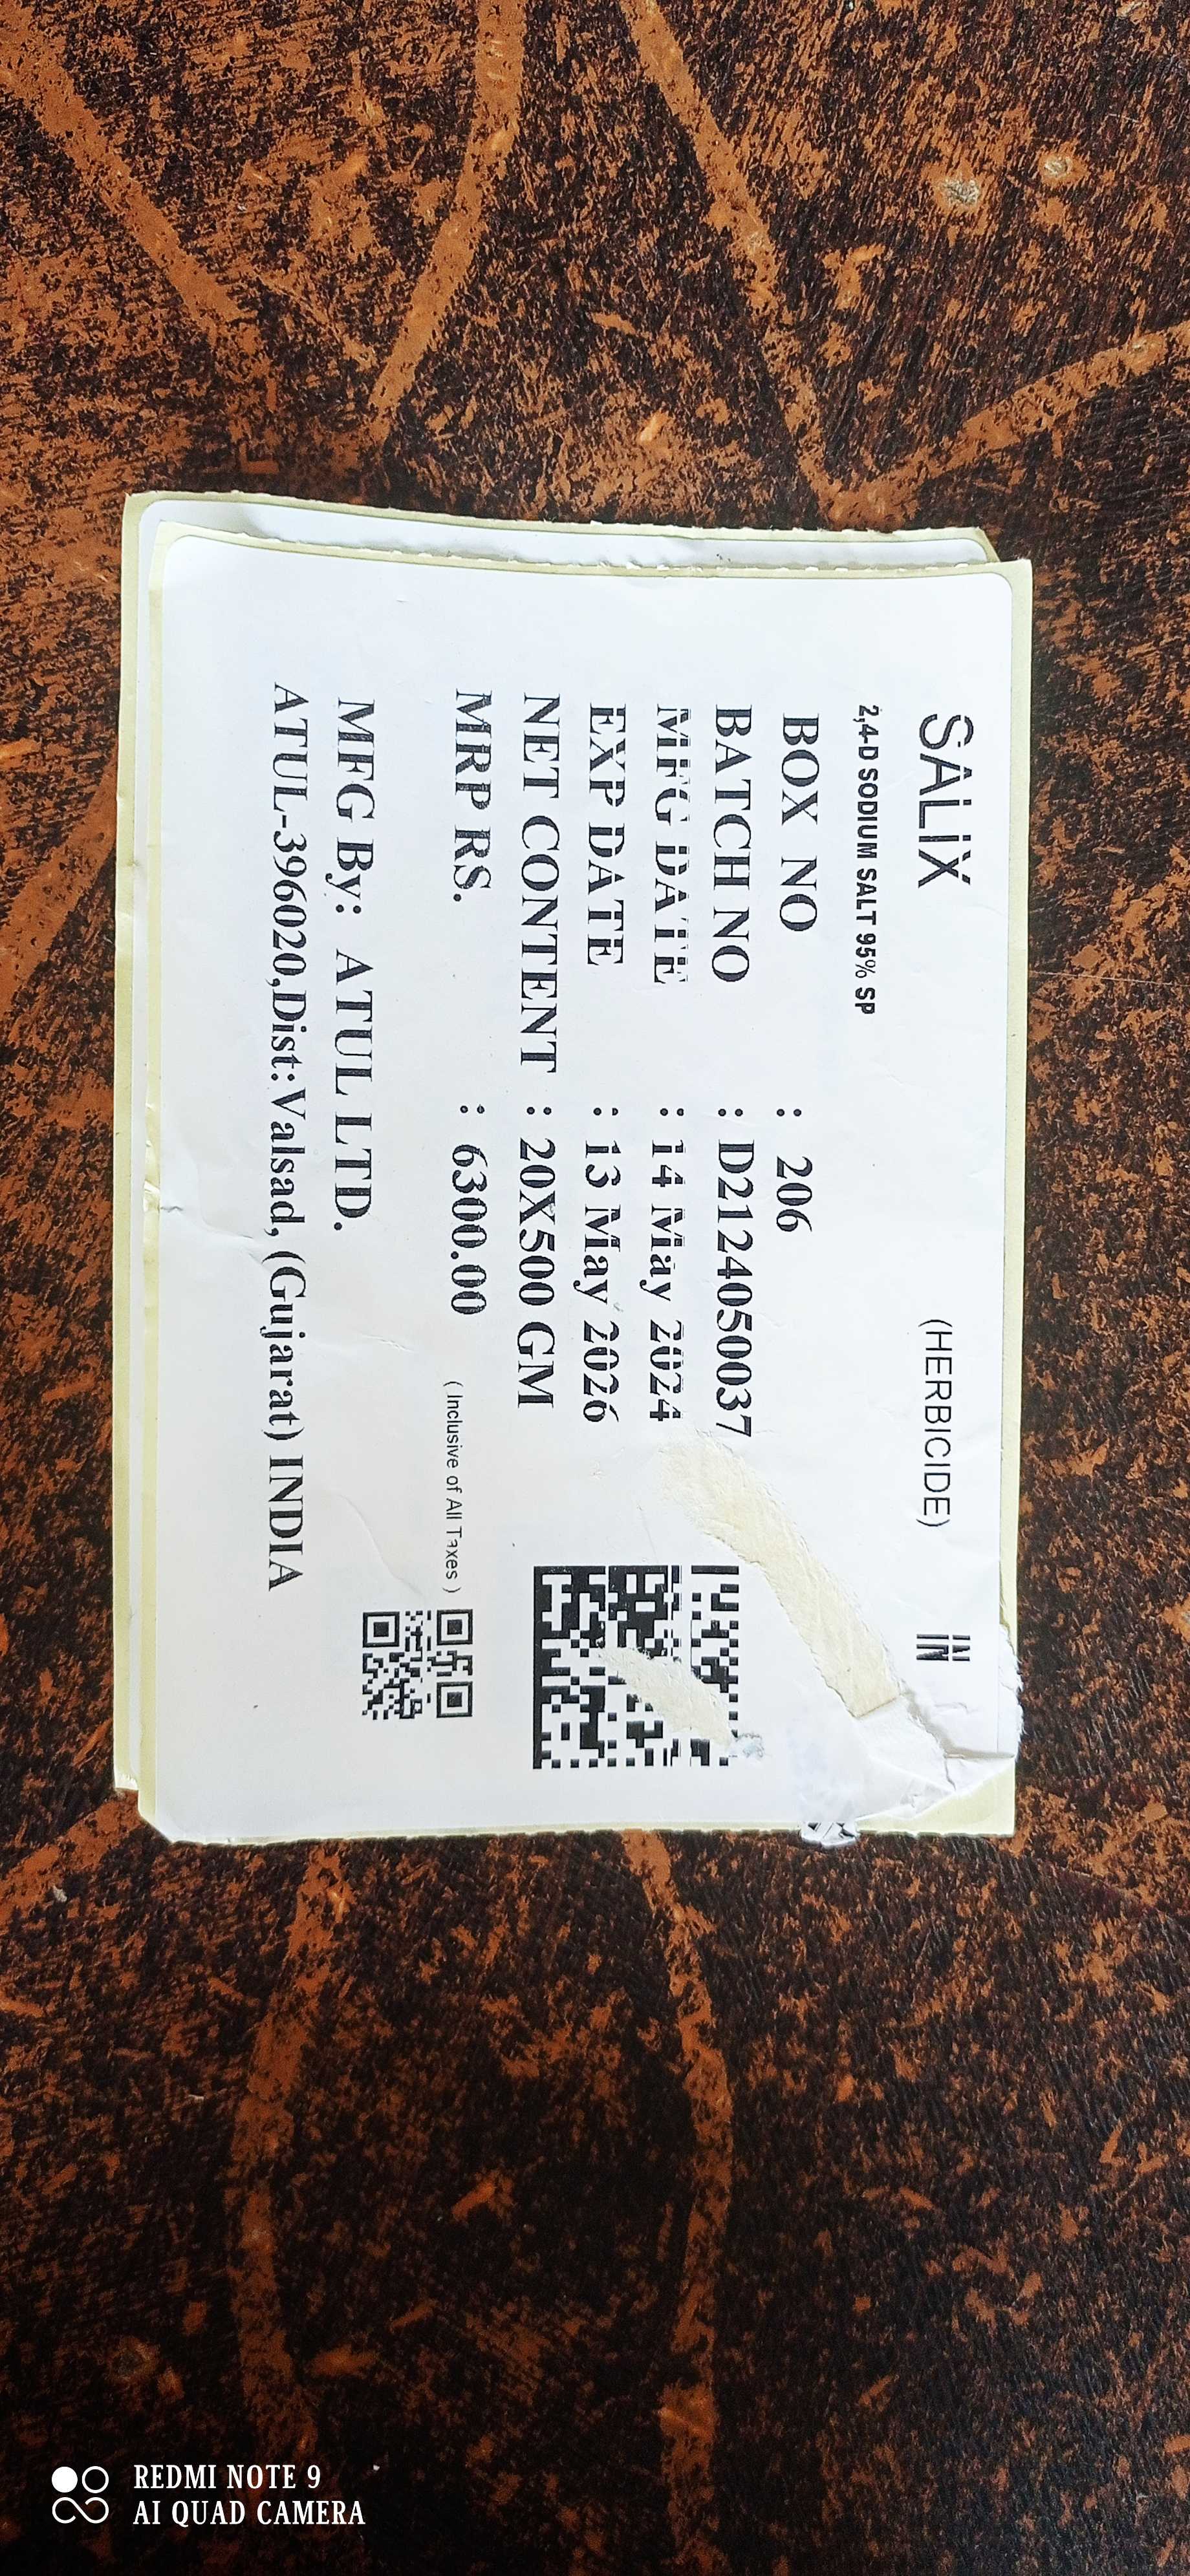 SALIX (HERBICIDE) IN
2,4-D SODIUM SALT 95% SP
BOX NO : 206
BATCH NO : D2124050037
MFG DATE : 14 May 2024
EXP DATE : 13 May 2026
NET CONTENT : 20X500 GM
MRP RS. : 6300.00 ( Inclusive of All Taxes )
MFG By: ATUL LTD.
ATUL-396020,Dist:Valsad, (Gujarat) INDIA
REDMI NOTE 9
AI QUAD CAMERA